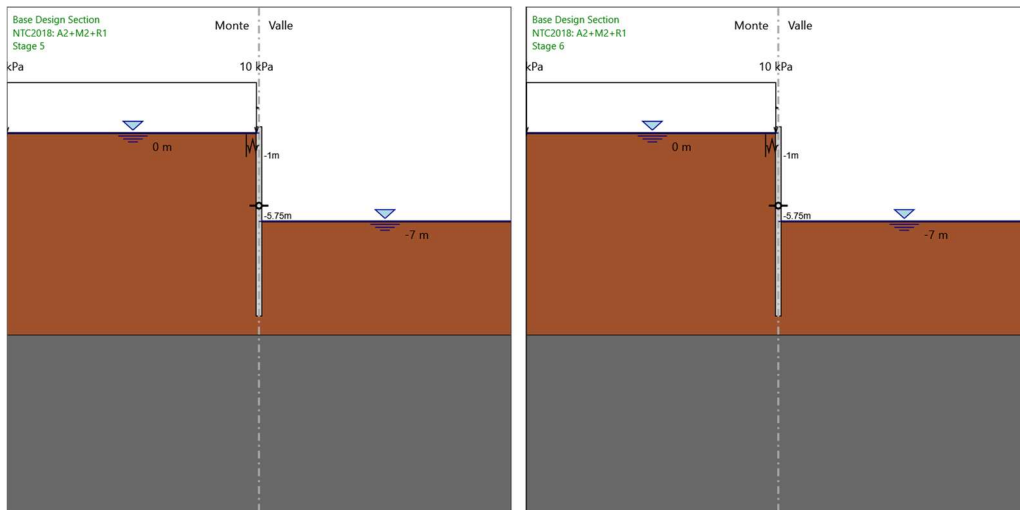 Base Design Section
NTC2018: A2+M2+R1
Stage 5
Monte Valle
kPa
10 kPa
0 m
-1m
-5.75m
-7 m
Base Design Section
NTC2018: A2+M2+R1
Stage 6
Monte Valle
kPa
10 kPa
0 m
-1m
-5.75m
-7 m